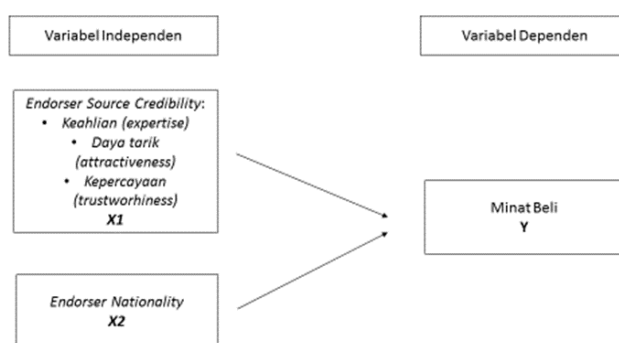 Variabel Independen
Variabel Dependen
Endorser Source Credibility:
• Keahlian (expertise)
• Daya tarik
(attractiveness)
• Kepercayaan
(trustworhiness)
X1
Minat Beli
Y
Endorser Nationality
X2